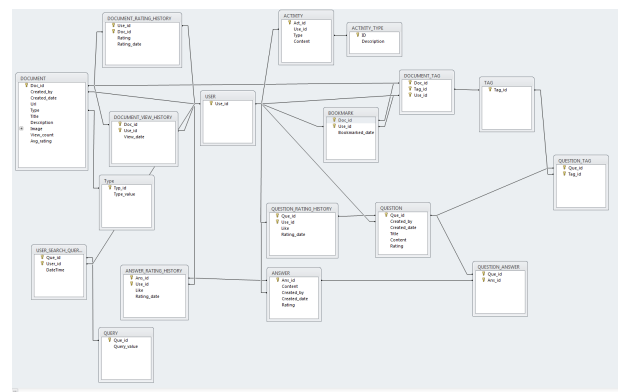 DOCUMENT_RATING_HISTORY
Use_id
Doc_id
Rating
Rating_date
ACTIVITY
Act_id
Use_id
Type
Content
ACTIVITY_TYPE
ID
Description
DOCUMENT
Doc_id
Created_by
Created_date
Url
Type
Title
Description
Image
View_count
Avg_rating
DOCUMENT_VIEW_HISTORY
Doc_id
Use_id
View_date
USER
Use_id
BOOKMARK
Doc_id
Use_id
Bookmarked_date
DOCUMENT_TAG
Doc_id
Tag_id
Use_id
TAG
Tag_id
QUESTION_TAG
Que_id
Tag_id
Type
Typ_id
Type_value
QUESTION_RATING_HISTORY
Que_id
Use_id
Like
Rating_date
QUESTION
Que_id
Created_by
Created_date
Title
Content
Rating
USER_SEARCH_QUER...
Que_id
User_id
DateTime
ANSWER_RATING_HISTORY
Ans_id
Use_id
Like
Rating_date
ANSWER
Ans_id
Content
Created_by
Created_date
Rating
QUESTION_ANSWER
Que_id
Ans_id
QUERY
Que_id
Query_value